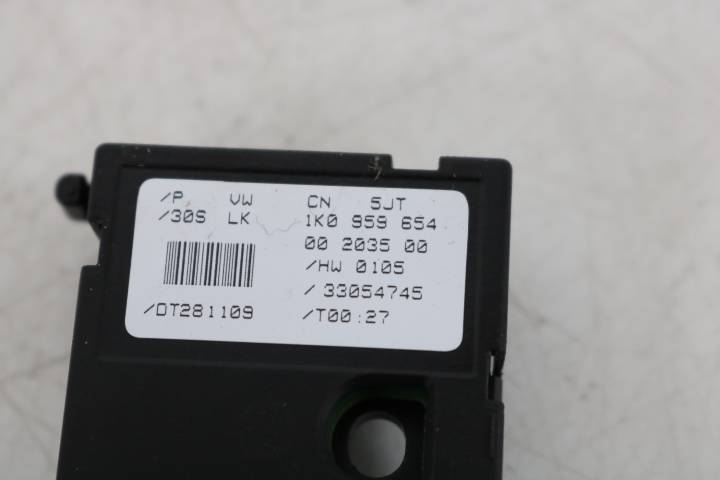 /P VW CN 5JT
/30S LK 1K0 959 654
00 2035 00
/HW 0105
/33054745
/DT281109 /T00:27